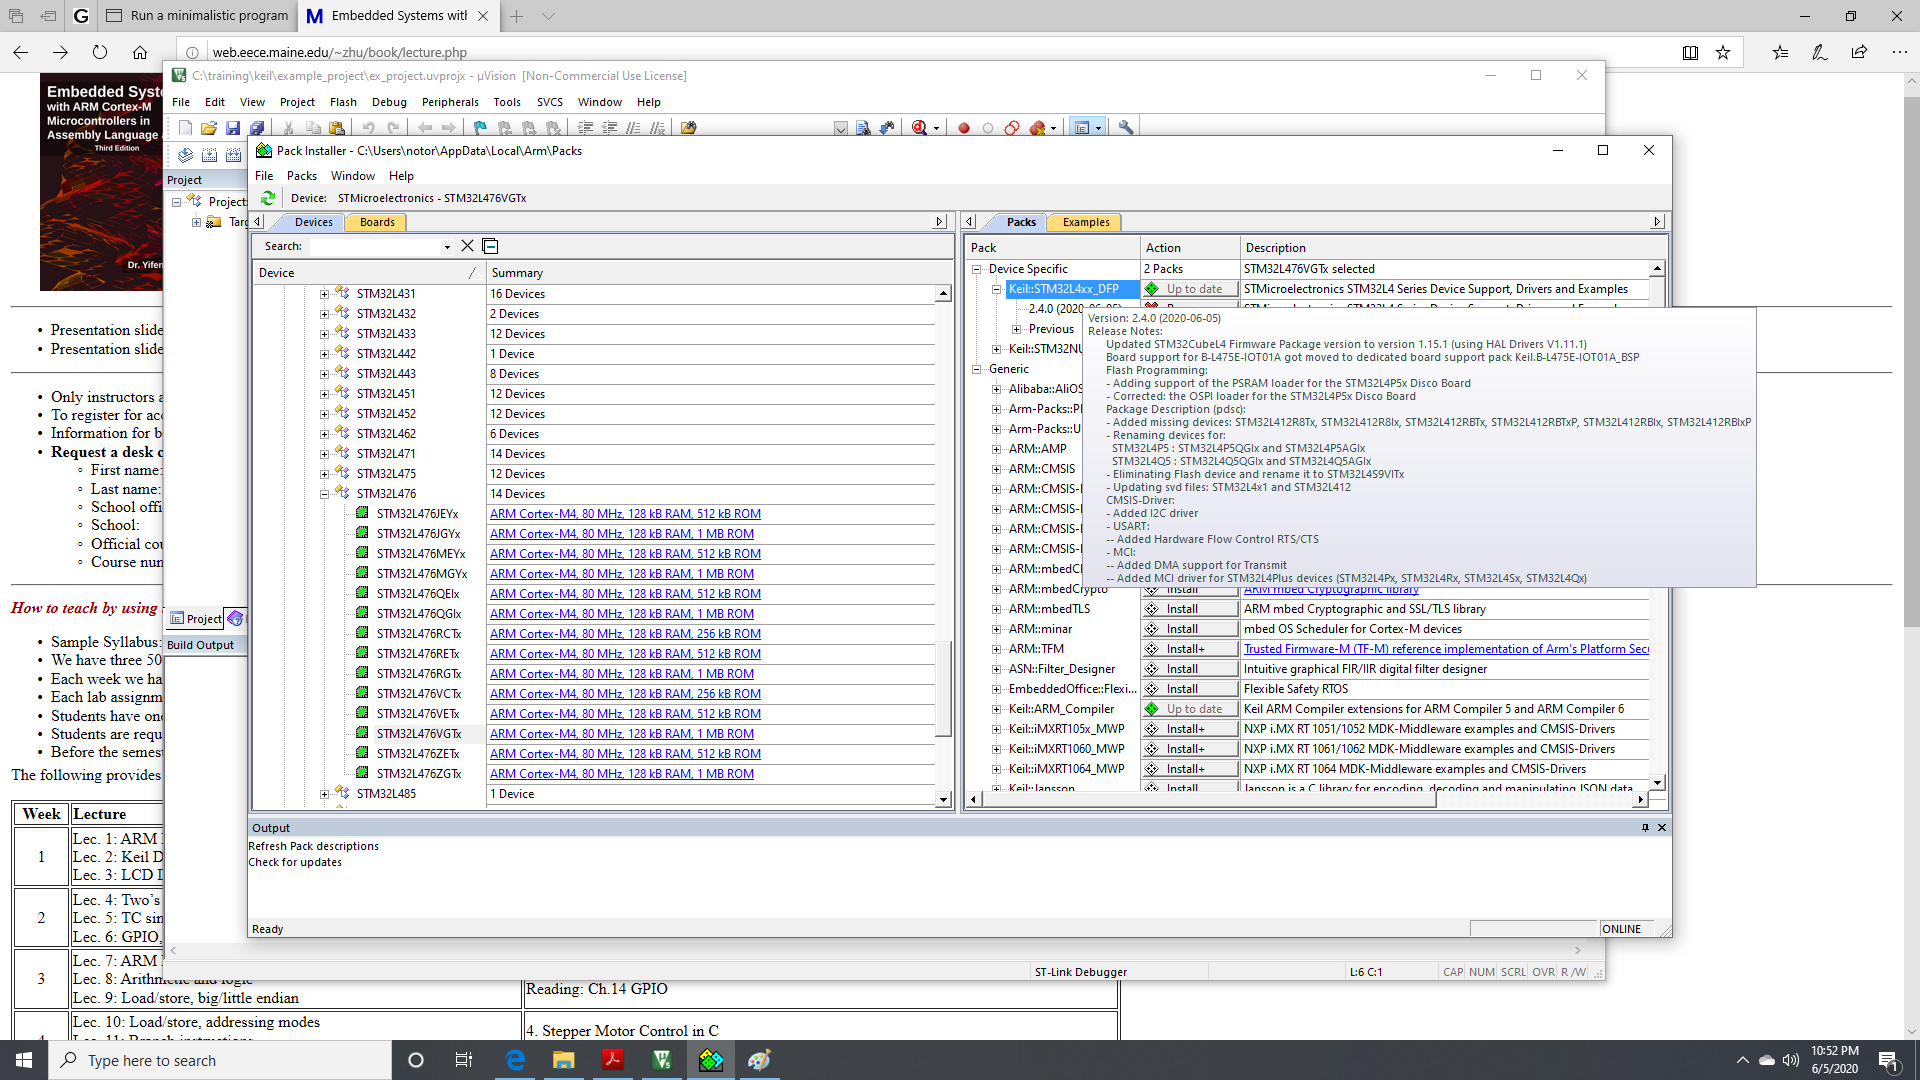 Run a minimalistic program
Embedded Systems with
web.eece.maine.edu/~zhu/book/lecture.php
Embedded Syste
with ARM Cortex-M
Microcontrollers in
Assembly Language
Third Edition
Dr. Yifen
Presentation slide
Presentation slide
Only instructors a
To register for acc
Information for b
Request a desk c
First name:
Last name:
School offi
School:
Official cou
Course num
How to teach by using
Sample Syllabus:
We have three 50
Each week we ha
Each lab assignm
Students have one
Students are requ
Before the semest
The following provides
Week Lecture
1
Lec. 1: ARM
Lec. 2: Keil D
Lec. 3: LCD
2
Lec. 4: Two's
Lec. 5: TC sim
Lec. 6: GPIO,
3
Lec. 7: ARM
Lec. 8: Arithmetic and logic
Lec. 9: Load/store, big/little endian
Reading: Ch.14 GPIO
Lec. 10: Load/store, addressing modes
4. Stepper Motor Control in C
C:\training\keil\example_project\ex_project.uvprojx - µVision [Non-Commercial Use License]
File Edit View Project Flash Debug Peripherals Tools SVCS Window Help
Project
Project
Targ
Project
Build Output
ST-Link Debugger L:6 C:1 CAP NUM SCRL OVR R /W
Pack Installer - C:\Users\notor\AppData\Local\Arm\Packs
File Packs Window Help
Device: STMicroelectronics - STM32L476VGTx
Devices Boards
Search:
Device Summary
STM32L431 16 Devices
STM32L432 2 Devices
STM32L433 12 Devices
STM32L442 1 Device
STM32L443 8 Devices
STM32L451 12 Devices
STM32L452 12 Devices
STM32L462 6 Devices
STM32L471 14 Devices
STM32L475 12 Devices
STM32L476 14 Devices
STM32L476JEYx ARM Cortex-M4, 80 MHz, 128 kB RAM, 512 kB ROM
STM32L476JGYx ARM Cortex-M4, 80 MHz, 128 kB RAM, 1 MB ROM
STM32L476MEYx ARM Cortex-M4, 80 MHz, 128 kB RAM, 512 kB ROM
STM32L476MGYx ARM Cortex-M4, 80 MHz, 128 kB RAM, 1 MB ROM
STM32L476QEIx ARM Cortex-M4, 80 MHz, 128 kB RAM, 512 kB ROM
STM32L476QGIx ARM Cortex-M4, 80 MHz, 128 kB RAM, 1 MB ROM
STM32L476RCTx ARM Cortex-M4, 80 MHz, 128 kB RAM, 256 kB ROM
STM32L476RETx ARM Cortex-M4, 80 MHz, 128 kB RAM, 512 kB ROM
STM32L476RGTx ARM Cortex-M4, 80 MHz, 128 kB RAM, 1 MB ROM
STM32L476VCTx ARM Cortex-M4, 80 MHz, 128 kB RAM, 256 kB ROM
STM32L476VETx ARM Cortex-M4, 80 MHz, 128 kB RAM, 512 kB ROM
STM32L476VGTx ARM Cortex-M4, 80 MHz, 128 kB RAM, 1 MB ROM
STM32L476ZETx ARM Cortex-M4, 80 MHz, 128 kB RAM, 512 kB ROM
STM32L476ZGTx ARM Cortex-M4, 80 MHz, 128 kB RAM, 1 MB ROM
STM32L485 1 Device
Packs Examples
Pack Action Description
Device Specific 2 Packs STM32L476VGTx selected
Keil::STM32L4xx_DFP Up to date STMicroelectronics STM32L4 Series Device Support, Drivers and Examples
2.4.0 (2020-06-05)
Previous
Keil::STM32NU
Generic
Alibaba::AliOS
Arm-Packs::PK
Arm-Packs::U
ARM::AMP
ARM::CMSIS
ARM::CMSIS-
ARM::CMSIS-
ARM::CMSIS-
ARM::CMSIS-
ARM::mbedCl
ARM::mbedCrypto Install ARM mbed Cryptographic library
ARM::mbedTLS Install ARM mbed Cryptographic and SSL/TLS library
ARM::minar Install mbed OS Scheduler for Cortex-M devices
ARM::TFM Install+ Trusted Firmware-M (TF-M) reference implementation of Arm's Platform Secu
ASN::Filter_Designer Install Intuitive graphical FIR/IIR digital filter designer
EmbeddedOffice::Flexi... Install Flexible Safety RTOS
Keil::ARM_Compiler Up to date Keil ARM Compiler extensions for ARM Compiler 5 and ARM Compiler 6
Keil::iMXRT105x_MWP Install+ NXP i.MX RT 1051/1052 MDK-Middleware examples and CMSIS-Drivers
Keil::iMXRT1060_MWP Install+ NXP i.MX RT 1061/1062 MDK-Middleware examples and CMSIS-Drivers
Keil::iMXRT1064_MWP Install+ NXP i.MX RT 1064 MDK-Middleware examples and CMSIS-Drivers
Keil::Jansson Install Jansson is a C library for encoding, decoding and manipulating JSON data
Version: 2.4.0 (2020-06-05)
Release Notes:
Updated STM32CubeL4 Firmware Package version to version 1.15.1 (using HAL Drivers V1.11.1)
Board support for B-L475E-IOT01A got moved to dedicated board support pack Keil.B-L475E-IOT01A_BSP
Flash Programming:
- Adding support of the PSRAM loader for the STM32L4P5x Disco Board
- Corrected: the OSPI loader for the STM32L4P5x Disco Board
Package Description (pdsc):
- Added missing devices: STM32L412R8Tx, STM32L412R8Ix, STM32L412RBTx, STM32L412RBTxP, STM32L412RBIx, STM32L412RBIxP
- Renaming devices for:
STM32L4P5 : STM32L4P5QGIx and STM32L4P5AGIx
STM32L4Q5 : STM32L4Q5QGIx and STM32L4Q5AGIx
- Eliminating Flash device and rename it to STM32L4S9VITx
- Updating svd files: STM32L4x1 and STM32L412
CMSIS-Driver:
- Added I2C driver
- USART:
-- Added Hardware Flow Control RTS/CTS
- MCI:
-- Added DMA support for Transmit
-- Added MCI driver for STM32L4Plus devices (STM32L4Px, STM32L4Rx, STM32L4Sx, STM32L4Qx)
Output
Refresh Pack descriptions
Check for updates
Ready ONLINE
Type here to search
10:52 PM
6/5/2020
1